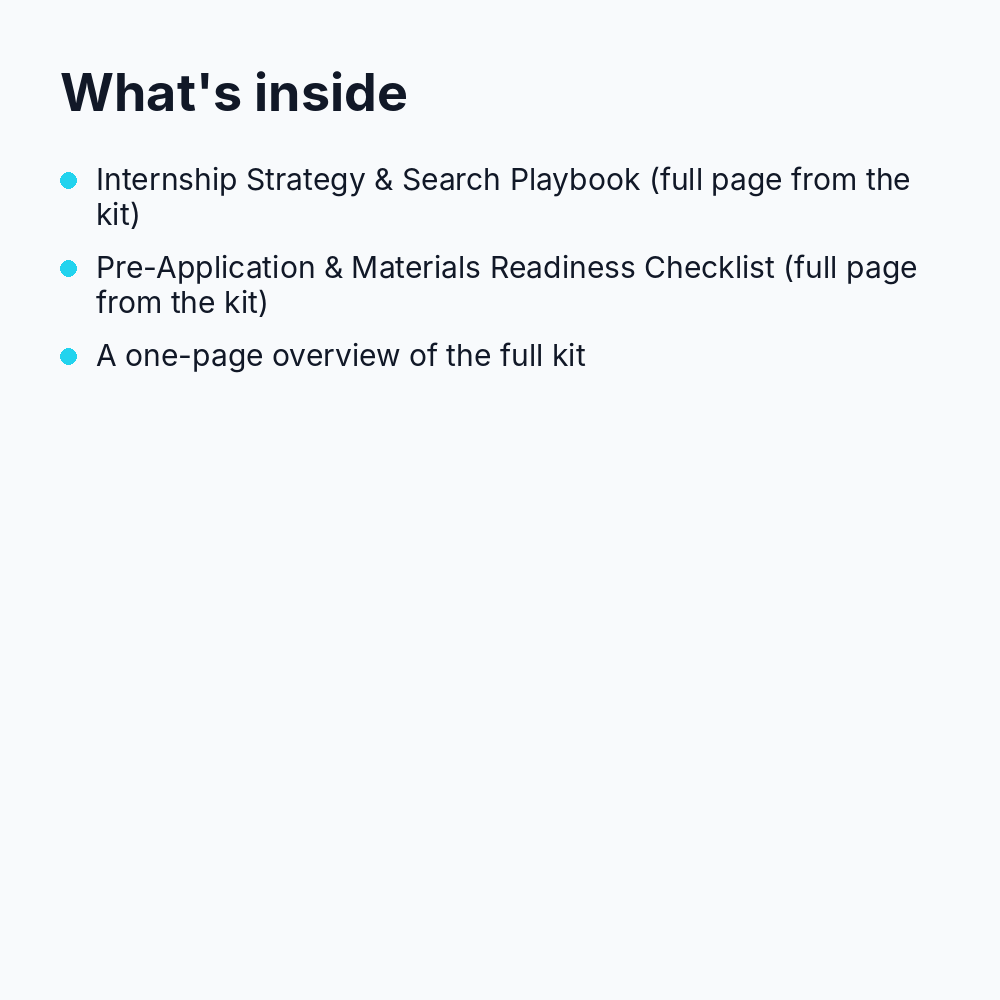 What's inside
Internship Strategy & Search Playbook (full page from the
kit)
Pre-Application & Materials Readiness Checklist (full page
from the kit)
A one-page overview of the full kit